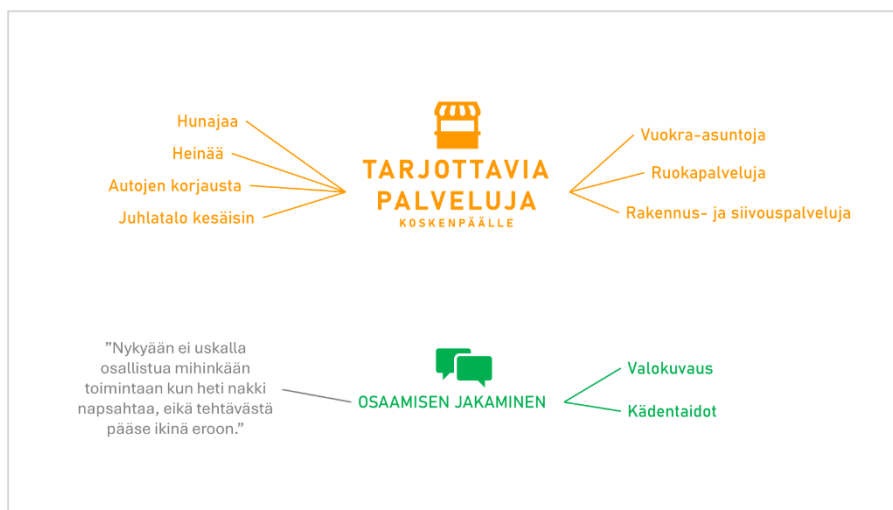 Hunajaa
Heinää
Autojen korjausta
Juhlatalo kesäisin
TARJOTTAVIA
PALVELUJA
KOSKENPÄÄLLE
Vuokra-asuntoja
Ruokapalveluja
Rakennus- ja siivouspalveluja
”Nykyään ei uskalla
osallistua mihinkään
toimintaan kun heti nakki
napsahtaa, eikä tehtävästä
pääse ikinä eroon.”
OSAAMISEN JAKAMINEN
Valokuvaus
Kädentaidot